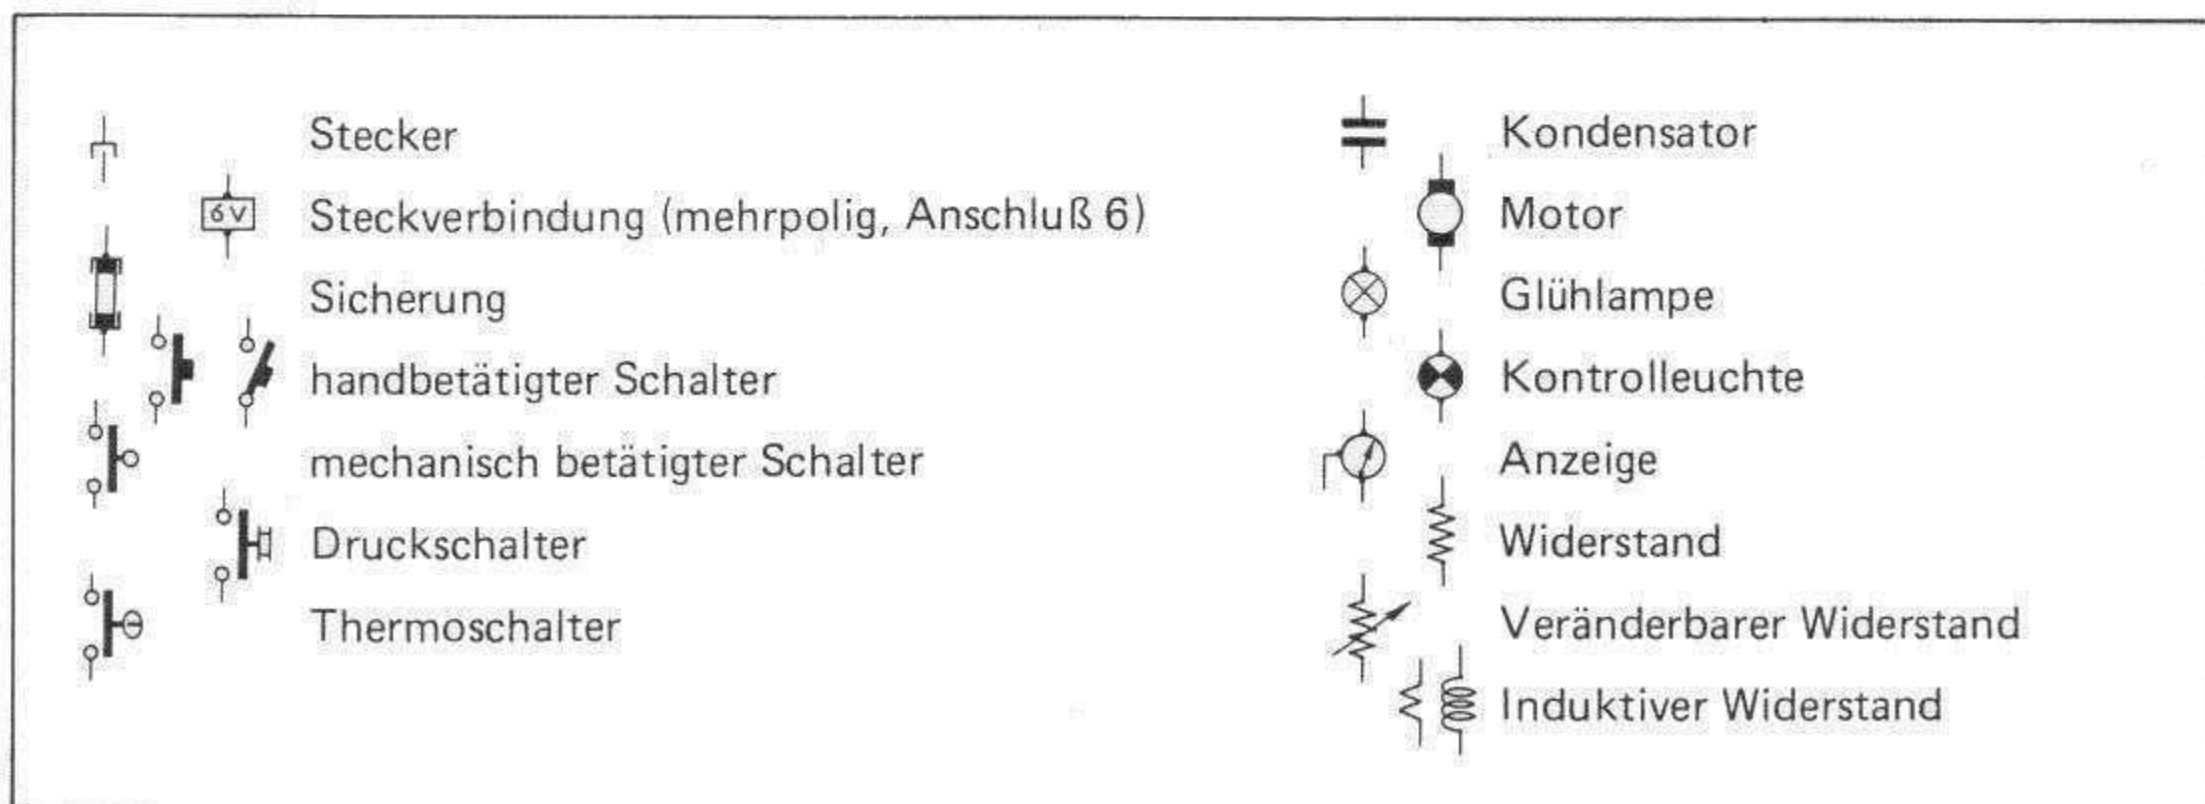 Stecker
6V
Steckverbindung (mehrpolig, Anschluß 6)
Sicherung
handbetätigter Schalter
mechanisch betätigter Schalter
Druckschalter
Thermoschalter
Kondensator
Motor
Glühlampe
Kontrolleuchte
Anzeige
Widerstand
Veränderbarer Widerstand
Induktiver Widerstand